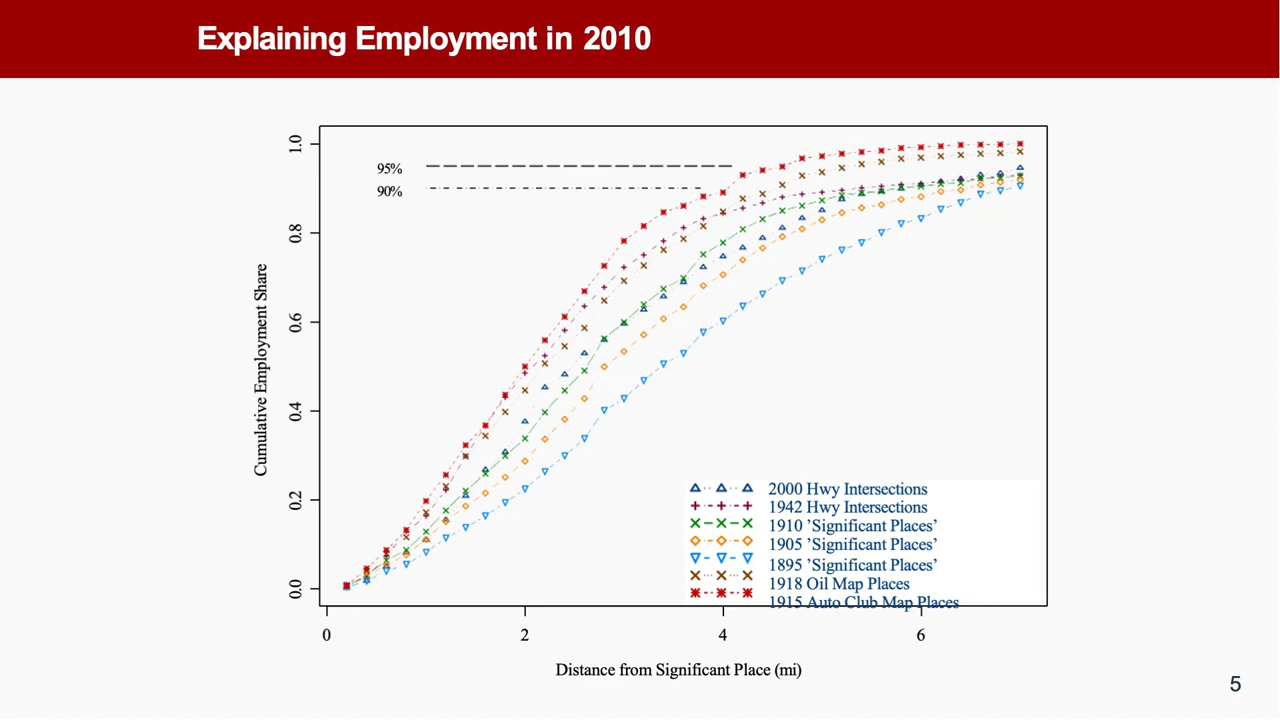 Explaining Employment in 2010
1.0
95%
90%
0.8
0.6
0.4
0.2
0.0
Cumulative Employment Share
2000 Hwy Intersections
1942 Hwy Intersections
1910 ’Significant Places’
1905 ’Significant Places’
1895 ’Significant Places’
1918 Oil Map Places
1915 Auto Club Map Places
0 2 4 6
Distance from Significant Place (mi)
5